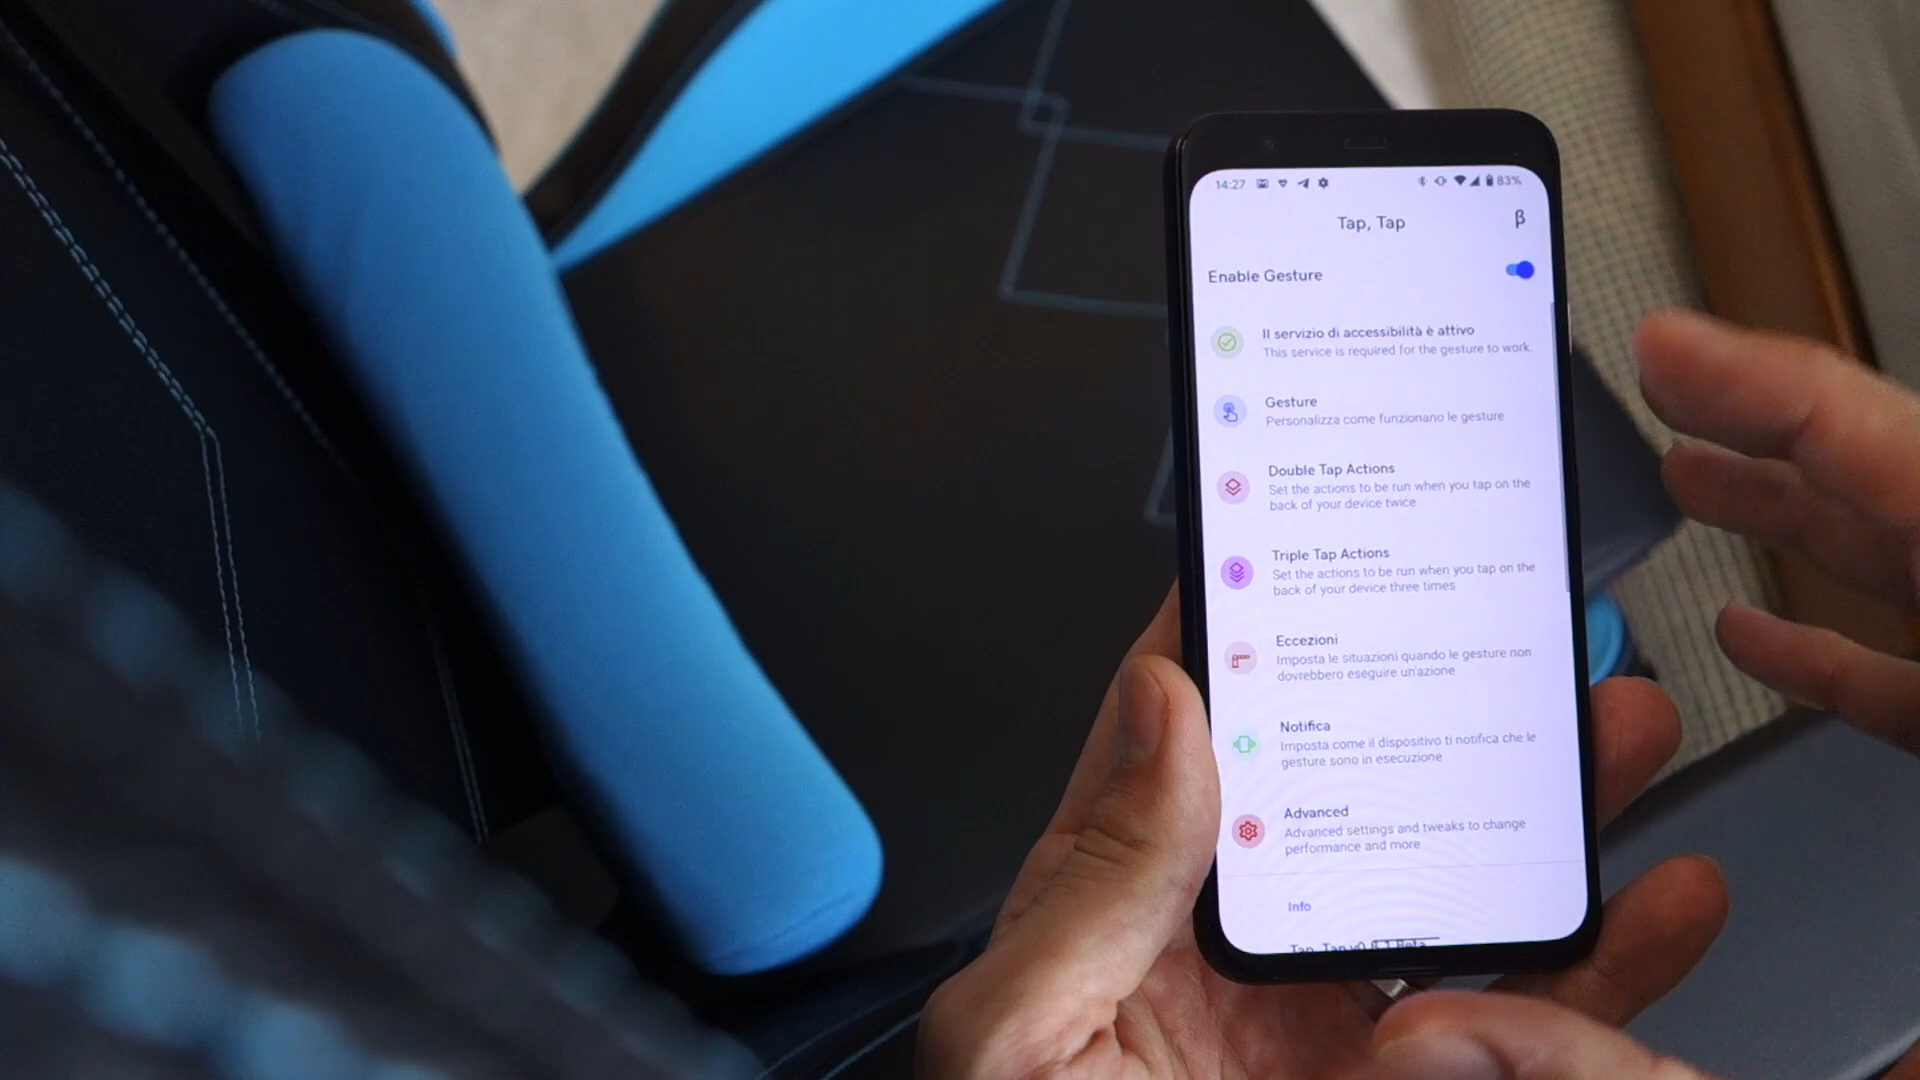 14:27 83%
Tap, Tap β
Enable Gesture
Il servizio di accessibilità è attivo
This service is required for the gesture to work.
Gesture
Personalizza come funzionano le gesture
Double Tap Actions
Set the actions to be run when you tap on the
back of your device twice
Triple Tap Actions
Set the actions to be run when you tap on the
back of your device three times
Eccezioni
Imposta le situazioni quando le gesture non
dovrebbero eseguire un'azione
Notifica
Imposta come il dispositivo ti notifica che le
gesture sono in esecuzione
Advanced
Advanced settings and tweaks to change
performance and more
Info
Tap, Tap Beta